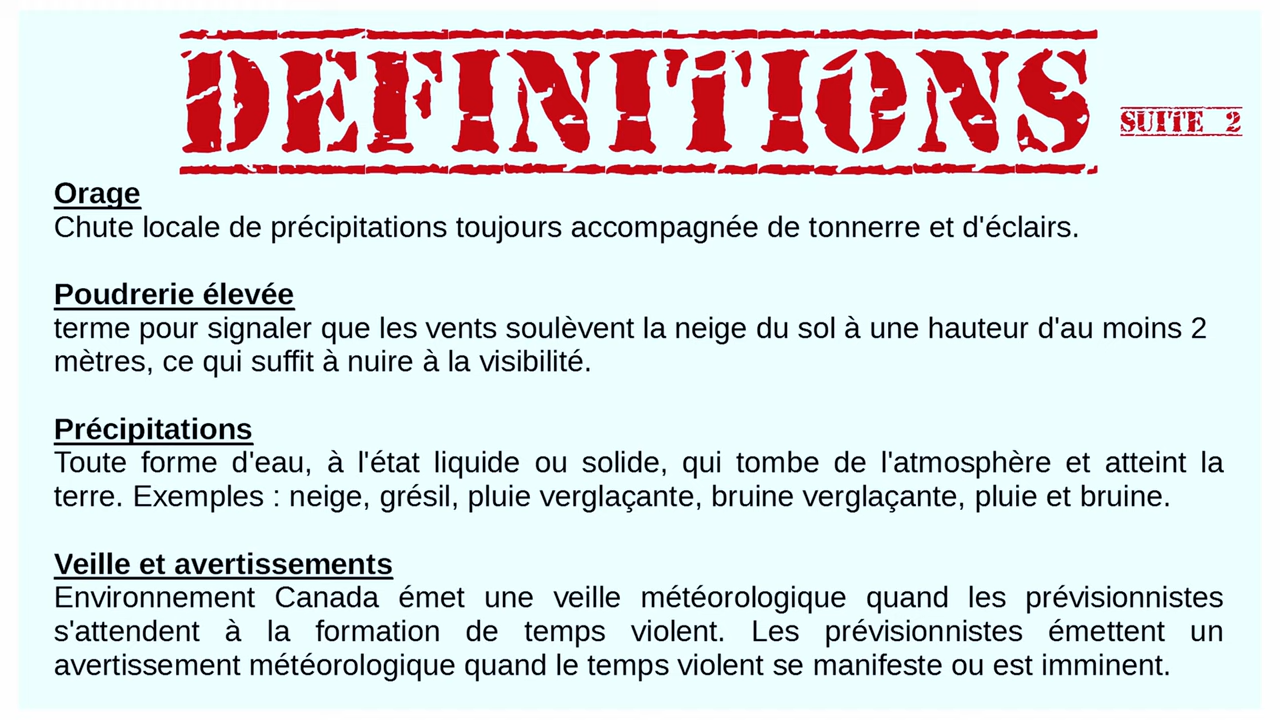 DEFINITIONS
SUITE 2
Orage
Chute locale de précipitations toujours accompagnée de tonnerre et d'éclairs.
Poudrerie élevée
terme pour signaler que les vents soulèvent la neige du sol à une hauteur d'au moins 2
mètres, ce qui suffit à nuire à la visibilité.
Précipitations
Toute forme d'eau, à l'état liquide ou solide, qui tombe de l'atmosphère et atteint la
terre. Exemples : neige, grésil, pluie verglaçante, bruine verglaçante, pluie et bruine.
Veille et avertissements
Environnement Canada émet une veille météorologique quand les prévisionnistes
s'attendent à la formation de temps violent. Les prévisionnistes émettent un
avertissement météorologique quand le temps violent se manifeste ou est imminent.